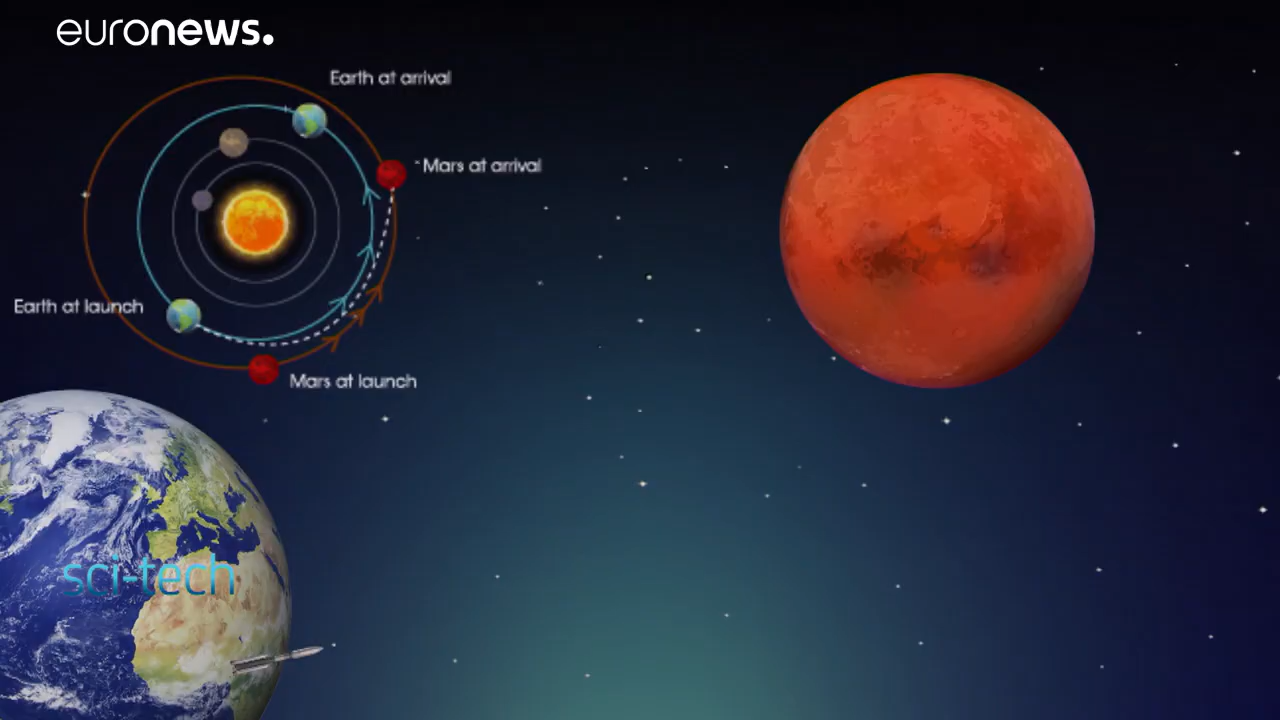 euronews.
Earth at arrival
Mars at arrival
Earth at launch
Mars at launch
sci-tech